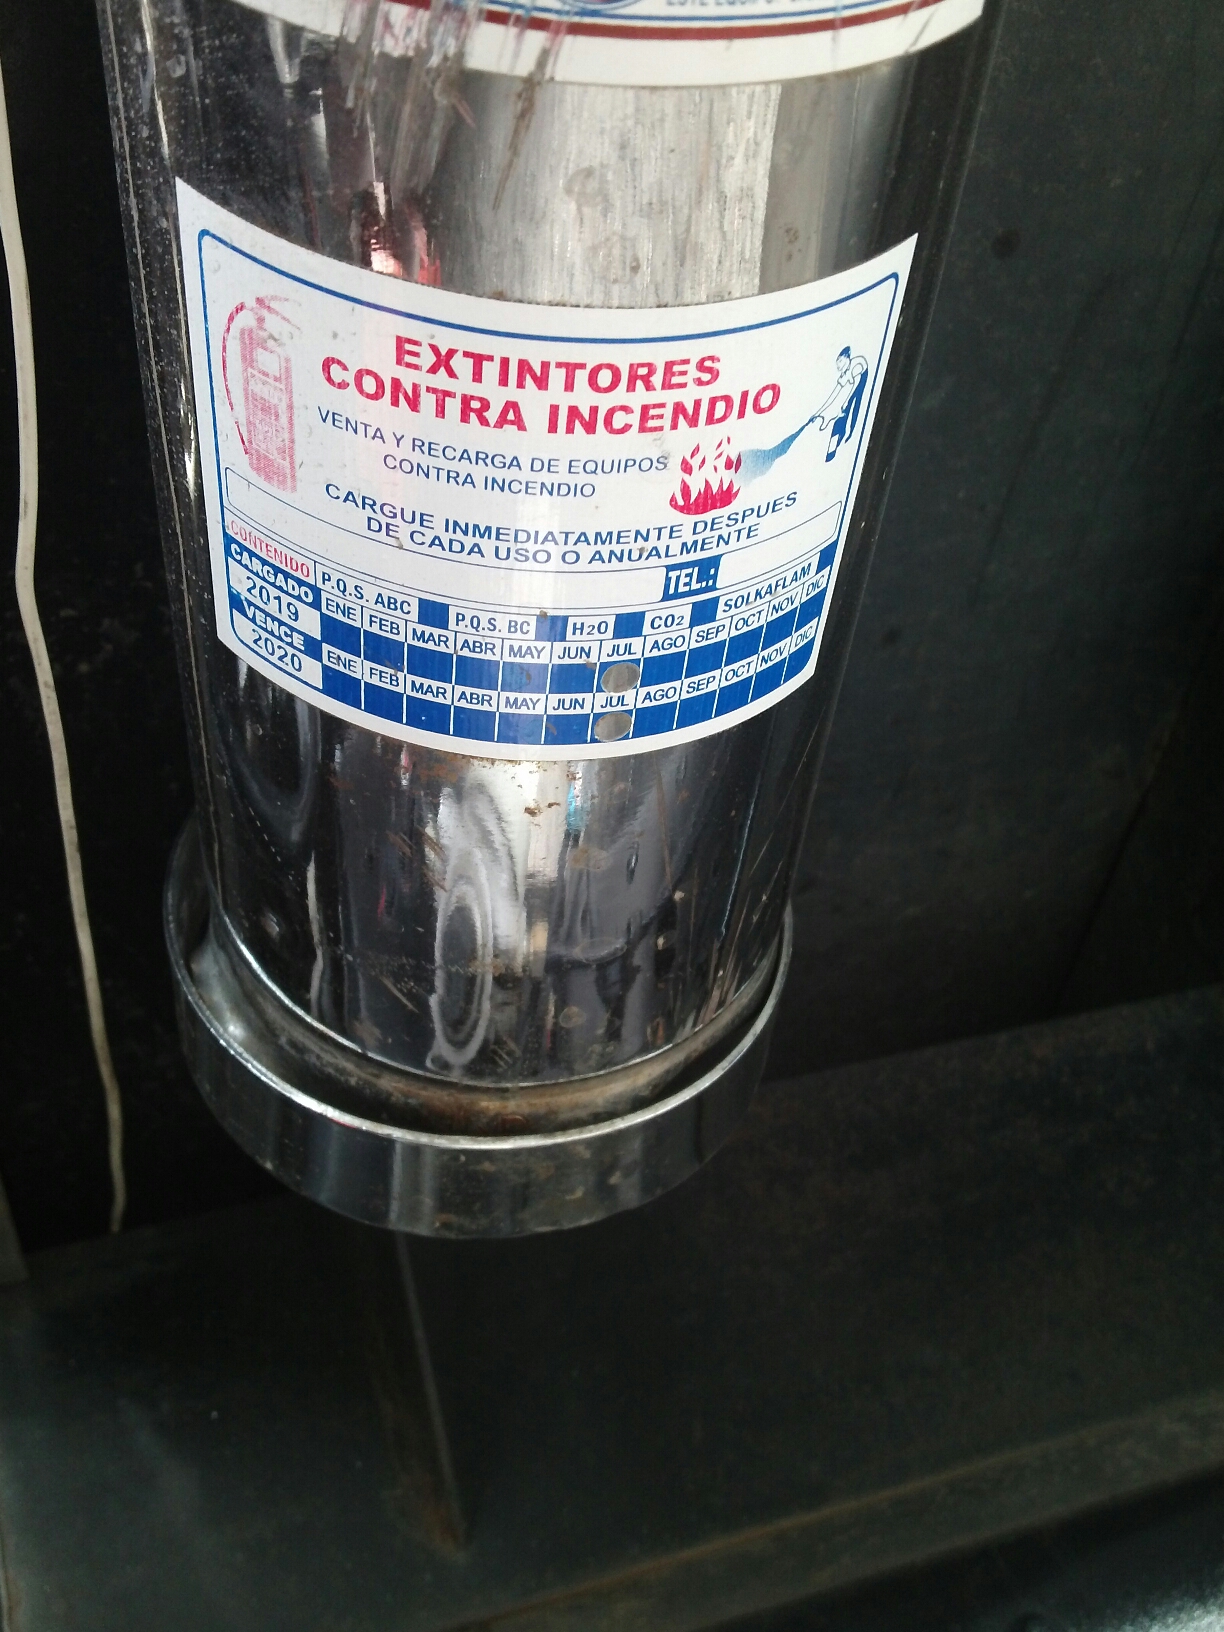 EXTINTORES
CONTRA INCENDIO
VENTA Y RECARGA DE EQUIPOS
CONTRA INCENDIO
CARGUE INMEDIATAMENTE DESPUES
DE CADA USO O ANUALMENTE
TEL.:
CONTENIDO P.Q.S. ABC P.Q.S. BC H2O CO2 SOLKAFLAM
CARGADO
2019
ENE FEB MAR ABR MAY JUN JUL AGO SEP OCT NOV DIC
VENCE
2020
ENE FEB MAR ABR MAY JUN JUL AGO SEP OCT NOV DIC